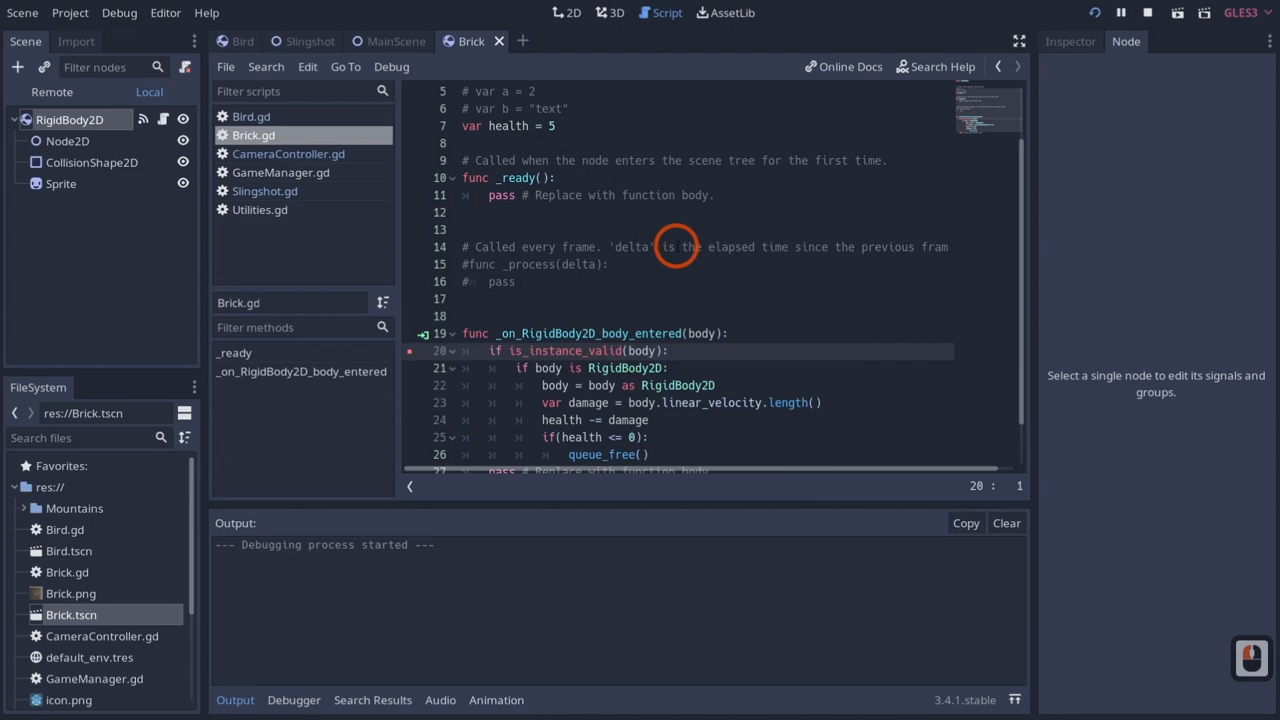 Scene Project Debug Editor Help 2D 3D Script AssetLib GLES3
Scene Import
Filter nodes
Remote Local
RigidBody2D
Node2D
CollisionShape2D
Sprite
FileSystem
res://Brick.tscn
Search files
Favorites:
res://
Mountains
Bird.gd
Bird.tscn
Brick.gd
Brick.png
Brick.tscn
CameraController.gd
default_env.tres
GameManager.gd
icon.png
Bird Slingshot MainScene Brick
File Search Edit Go To Debug Online Docs Search Help
Filter scripts
Bird.gd
Brick.gd
CameraController.gd
GameManager.gd
Slingshot.gd
Utilities.gd
Brick.gd
Filter methods
_ready
_on_RigidBody2D_body_entered
5 # var a = 2
6 # var b = "text"
7 var health = 5
8
9 # Called when the node enters the scene tree for the first time.
10 func _ready():
11 pass # Replace with function body.
12
13
14 # Called every frame. 'delta' is the elapsed time since the previous fram
15 #func _process(delta):
16 # pass
17
18
19 func _on_RigidBody2D_body_entered(body):
20 if is_instance_valid(body):
21 if body is RigidBody2D:
22 body = body as RigidBody2D
23 var damage = body.linear_velocity.length()
24 health -= damage
25 if(health <= 0):
26 queue_free()
27 pass # Replace with function body.
20 : 1
Output: Copy Clear
--- Debugging process started ---
Output Debugger Search Results Audio Animation 3.4.1.stable
Inspector Node
Select a single node to edit its signals and
groups.